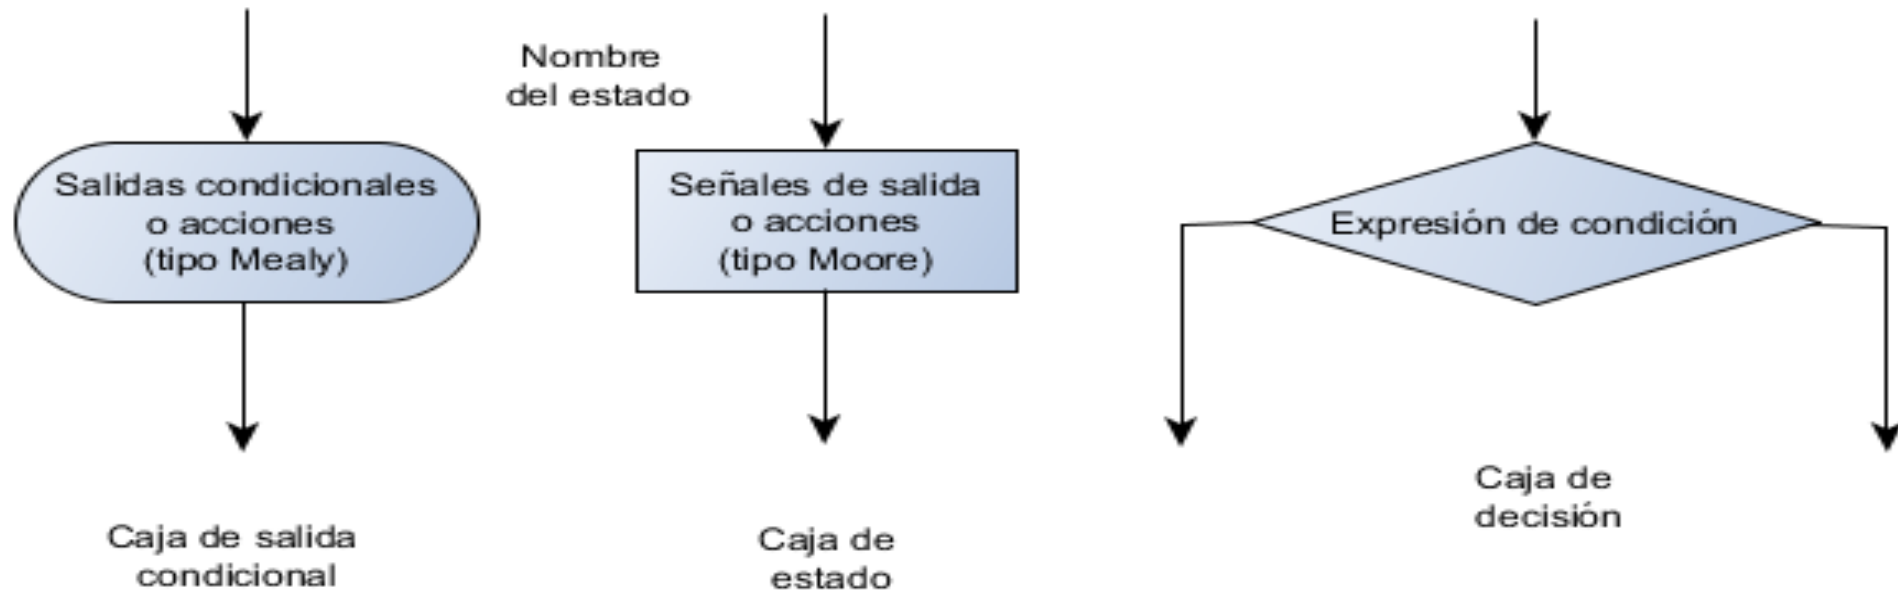 Nombre
del estado
Salidas condicionales
o acciones
(tipo Mealy)
Señales de salida
o acciones
(tipo Moore)
Expresión de condición
Caja de salida
condicional
Caja de
estado
Caja de
decisión